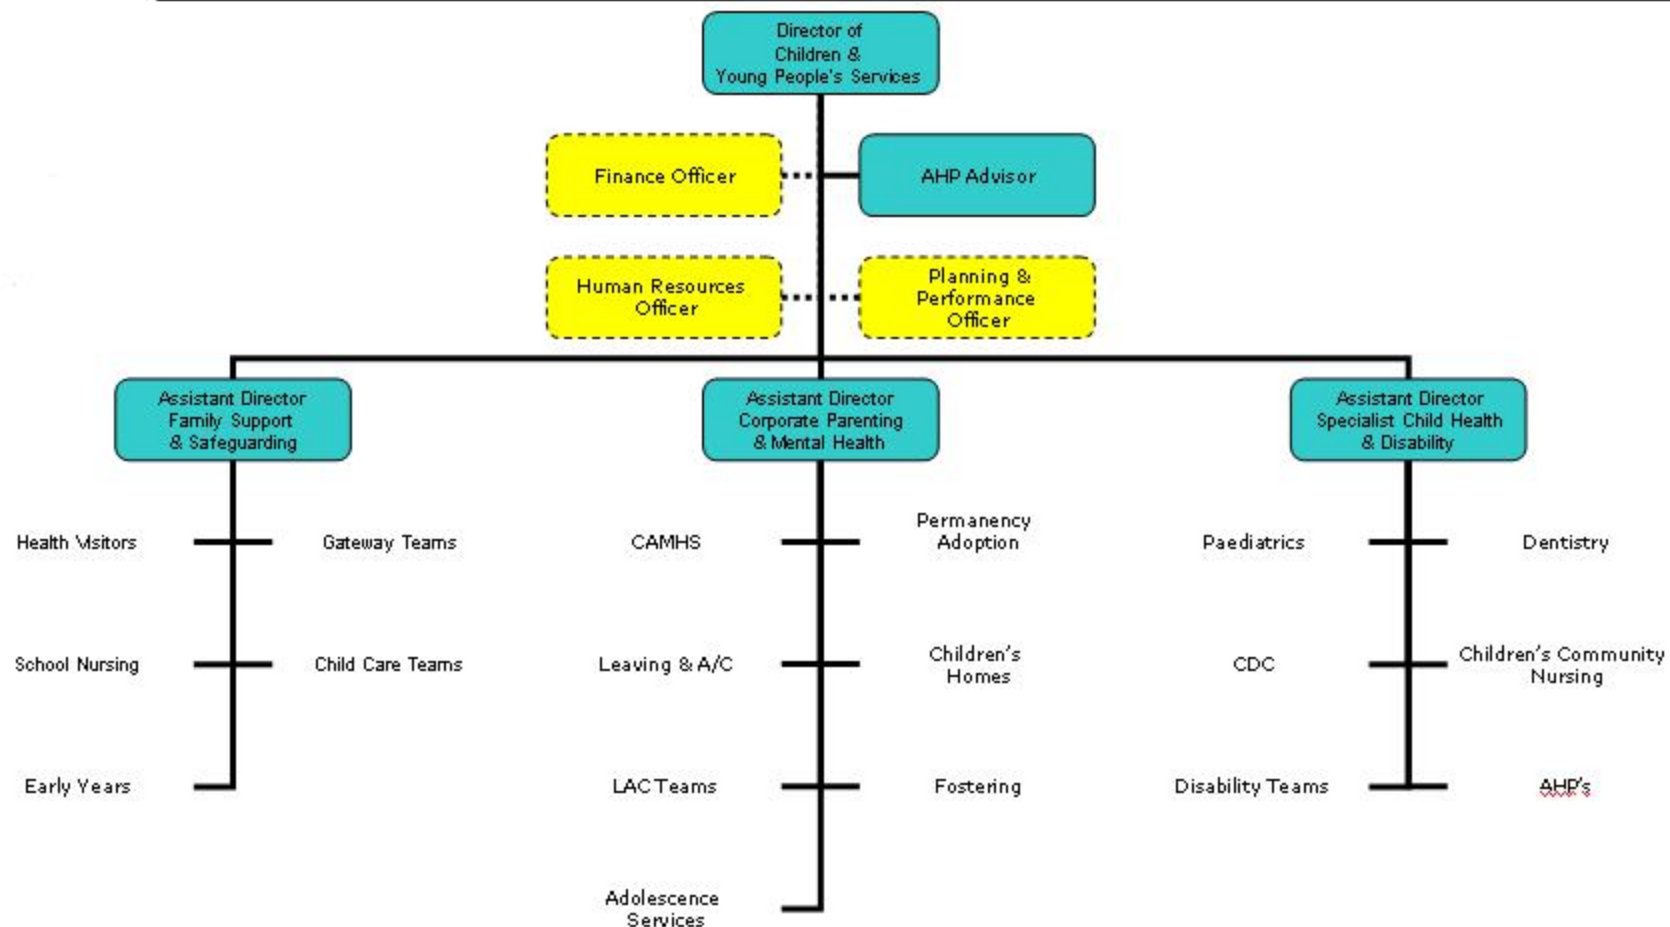 Director of
Children &
Young People's Services
Finance Officer
AHP Advisor
Human Resources
Officer
Planning &
Performance
Officer
Assistant Director
Family Support
& Safeguarding
Assistant Director
Corporate Parenting
& Mental Health
Assistant Director
Specialist Child Health
& Disability
Health Visitors
Gateway Teams
School Nursing
Child Care Teams
Early Years
CAMHS
Permanency
Adoption
Leaving & A/C
Children's
Homes
LAC Teams
Fostering
Adolescence
Services
Paediatrics
Dentistry
CDC
Children's Community
Nursing
Disability Teams
AHP's